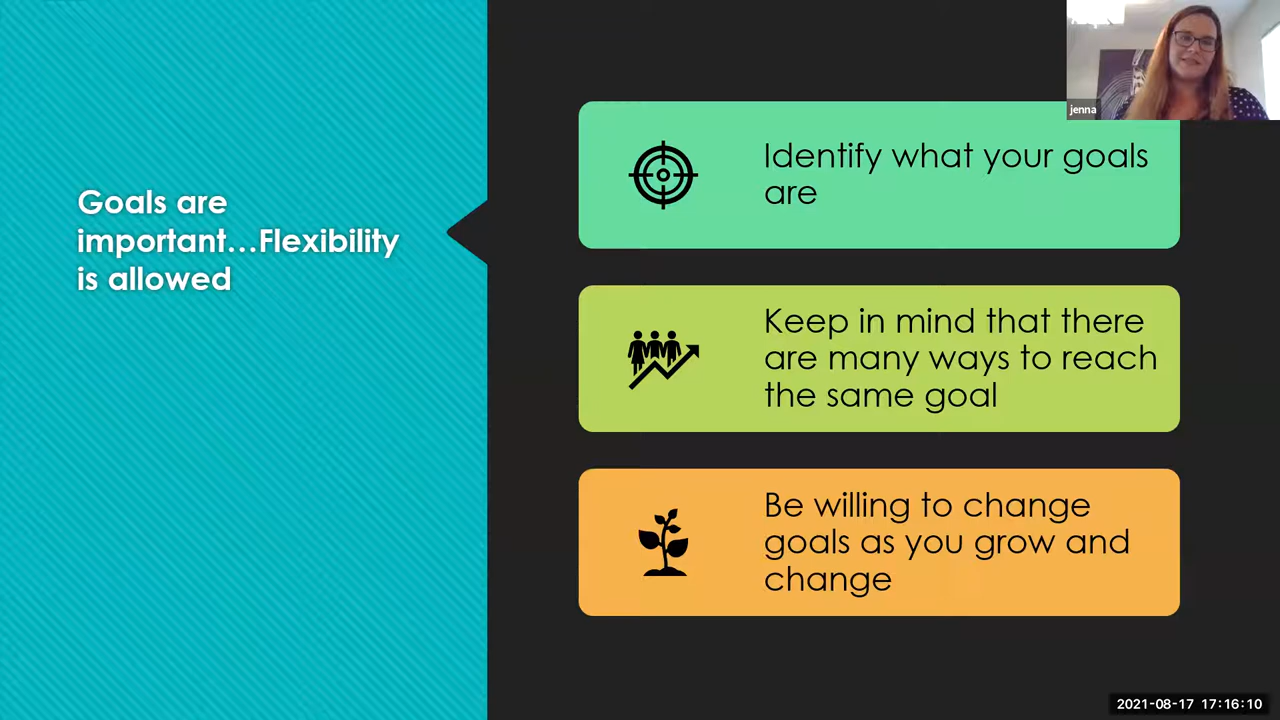 Goals are
important...Flexibility
is allowed
Identify what your goals
are
Keep in mind that there
are many ways to reach
the same goal
Be willing to change
goals as you grow and
change
jenna
2021-08-17 17:16:10